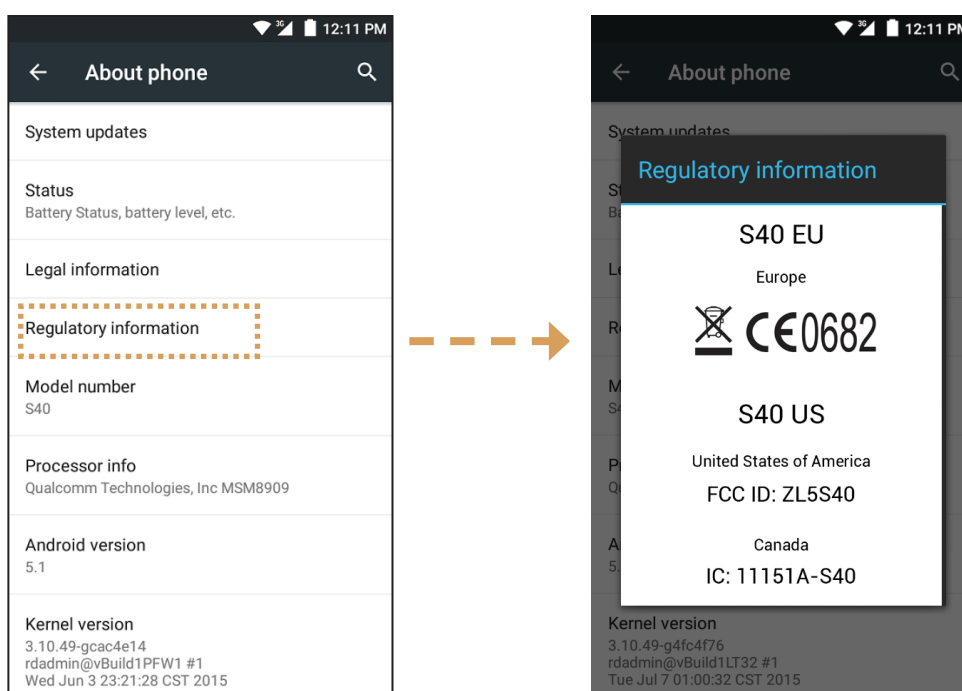 3G 12:11 PM
About phone
System updates
Status
Battery Status, battery level, etc.
Legal information
Regulatory information
Model number
S40
Processor info
Qualcomm Technologies, Inc MSM8909
Android version
5.1
Kernel version
3.10.49-gcac4e14
rdadmin@vBuild1PFW1 #1
Wed Jun 3 23:21:28 CST 2015
3G 12:11 PM
About phone
System updates
Regulatory information
S40 EU
Europe
CE0682
S40 US
United States of America
FCC ID: ZL5S40
Canada
IC: 11151A-S40
Kernel version
3.10.49-g4fc4f76
rdadmin@vBuild1LT32 #1
Tue Jul 7 01:00:32 CST 2015